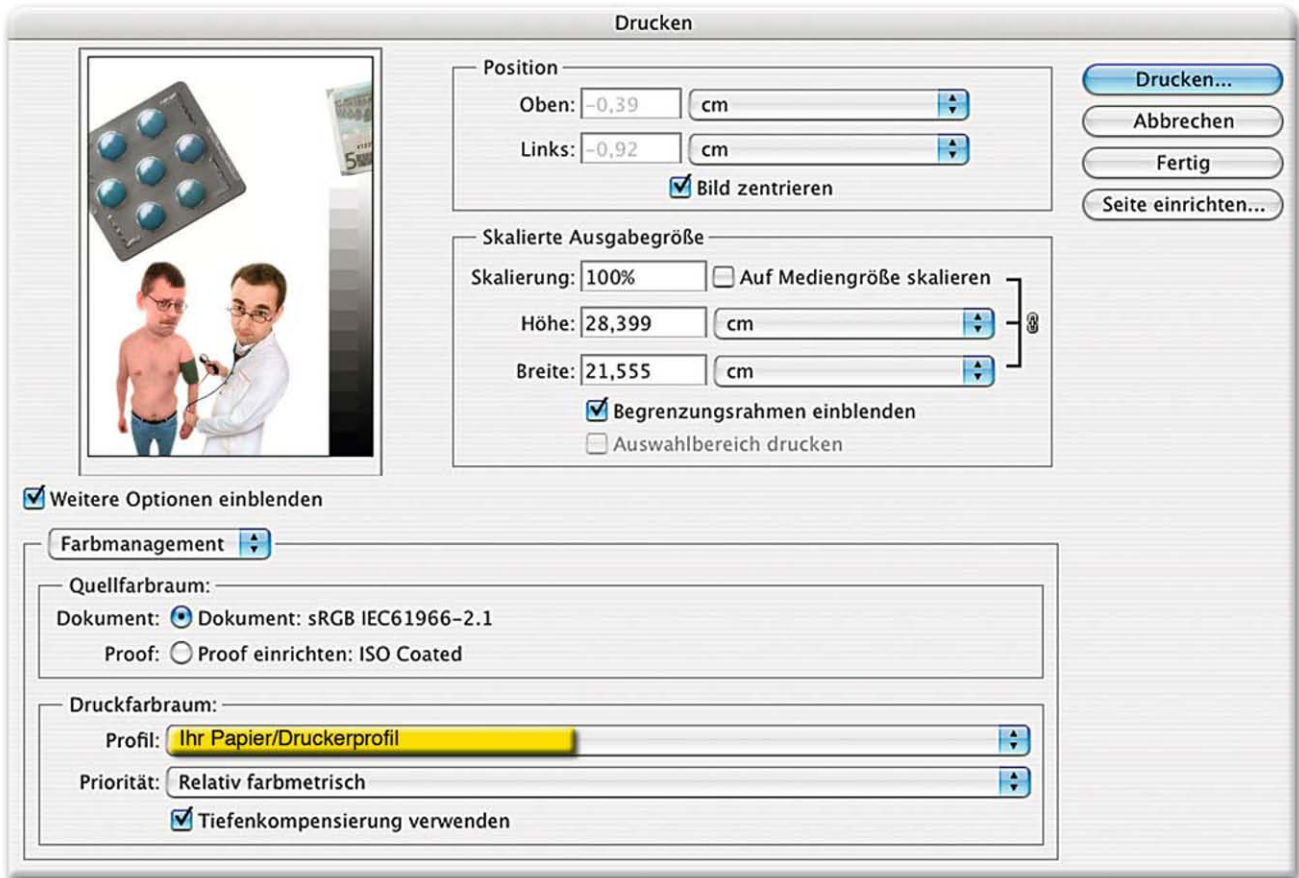 Drucken
Position
Oben: -0,39 cm
Links: -0,92 cm
Bild zentrieren
Drucken...
Abbrechen
Fertig
Seite einrichten...
Skalierte Ausgabegröße
Skalierung: 100% Auf Mediengröße skalieren
Höhe: 28,399 cm
Breite: 21,555 cm
Begrenzungsrahmen einblenden
Auswahlbereich drucken
Weitere Optionen einblenden
Farbmanagement
Quellfarbraum:
Dokument: Dokument: sRGB IEC61966-2.1
Proof: Proof einrichten: ISO Coated
Druckfarbraum:
Profil: Ihr Papier/Druckerprofil
Priorität: Relativ farbmetrisch
Tiefenkompensierung verwenden